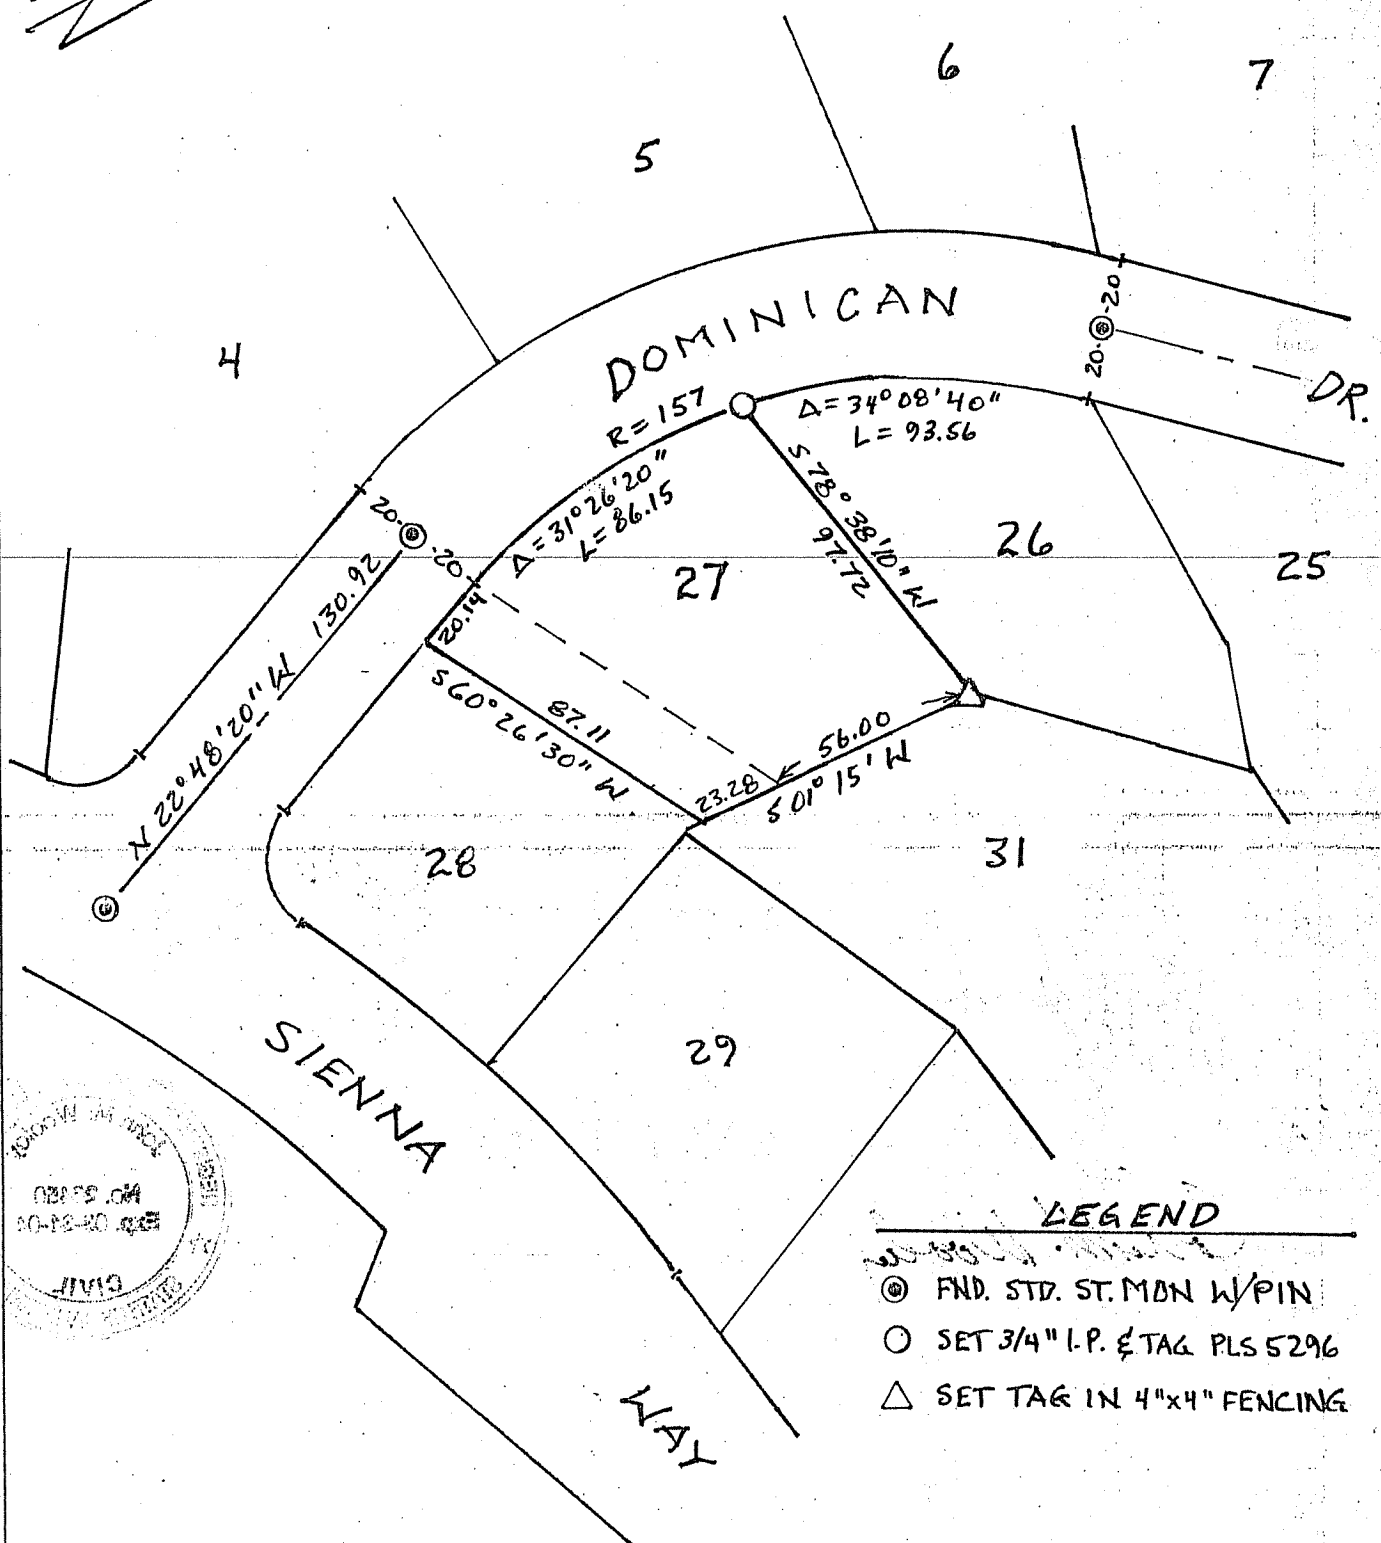 6
7
5
4
DOMINICAN
DR.
20
20
R = 157
Δ = 34° 08' 40"
L = 93.56
Δ = 31° 26' 20"
L = 86.15
S 78° 38' 10" W
97.72
26
25
27
20
20
20.14
N 22° 48' 20" W 130.92
S 60° 26' 30" W
87.11
56.00
23.28
S 01° 15' W
28
31
29
SIENNA
WAY
CIVIL
LEGEND
FND. STD. ST. MON W/PIN
SET 3/4" I.P. & TAG PLS 5296
SET TAG IN 4"x4" FENCING